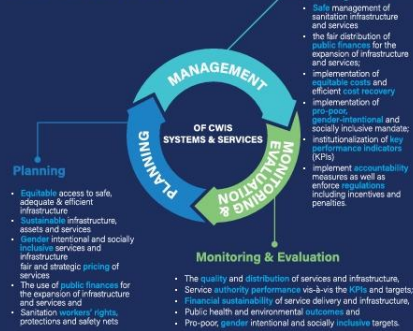 Safe management of
sanitation infrastructure
and services
the fair distribution of
public finances for the
expansion of infrastructure
and services;
implementation of
equitable costs and
efficient cost recovery
implementation of
pro-poor,
gender-intentional and
socially inclusive mandate;
institutionalization of key
performance indicators
(KPIs)
implement accountability
measures as well as
enforce regulations
including incentives and
penalties.
MANAGEMENT
PLANNING
MONITORING &
EVALUATION
OF CWIS
SYSTEMS & SERVICES
Planning
Equitable access to safe,
adequate & efficient
infrastructure
Sustainable infrastructure,
assets and services
Gender intentional and socially
inclusive services and
infrastructure
fair and strategic pricing of
services
The use of public finances for
the expansion of infrastructure
and services and
Sanitation workers' rights,
protections and safety nets
Monitoring & Evaluation
The quality and distribution of services and infrastructure,
Service authority performance vis-à-vis the KPIs and targets;
Financial sustainability of service delivery and infrastructure,
Public health and environmental outcomes and
Pro-poor, gender intentional and socially inclusive targets.